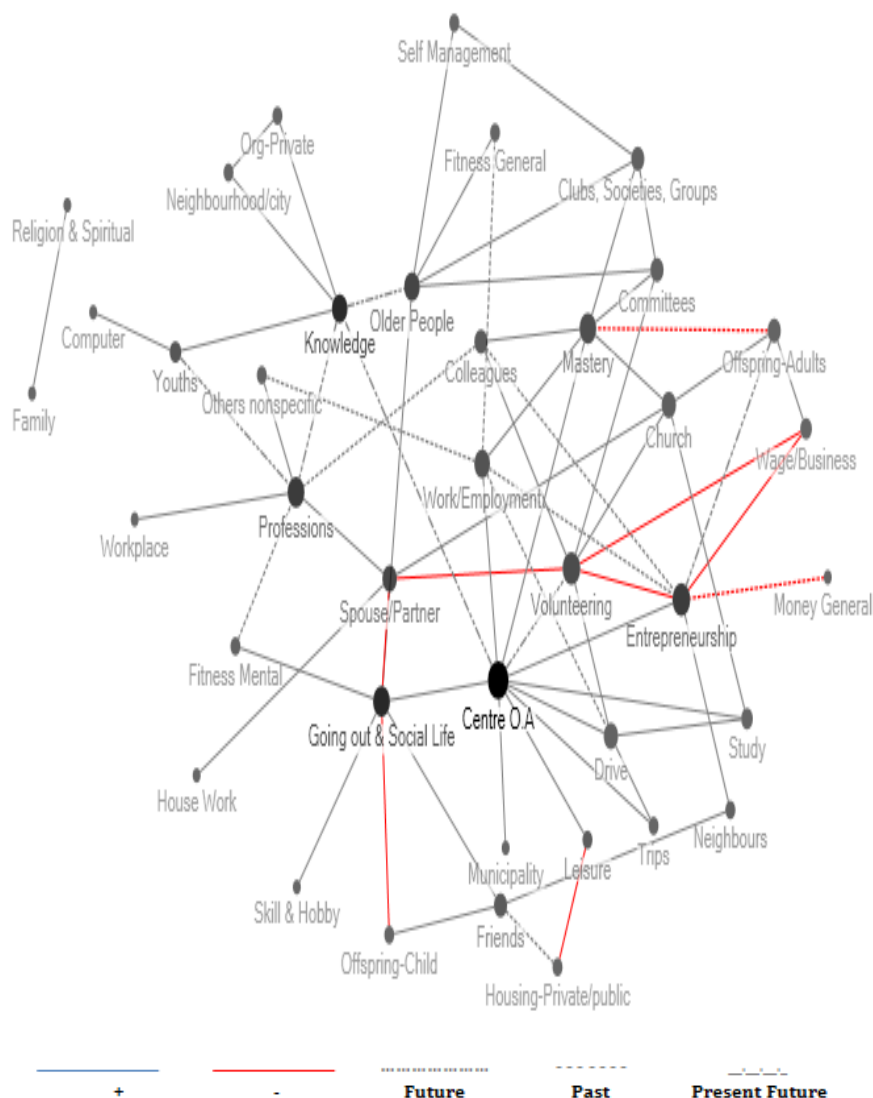 Self Management
Org-Private
Fitness General
Neighbourhood/city
Clubs, Societies, Groups
Religion & Spiritual
Committees
Older People
Computer
Knowledge
Colleagues
Mastery
Offspring-Adults
Youths
Others nonspecific
Family
Church
Wage/Business
Work/Employment
Professions
Workplace
Spouse/Partner
Volunteering
Money General
Entrepreneurship
Fitness Mental
Going out & Social Life
Centre O.A
Study
Drive
House Work
Neighbours
Trips
Municipality
Leisure
Skill & Hobby
Friends
Offspring-Child
Housing-Private/public
+ - Future Past Present Future